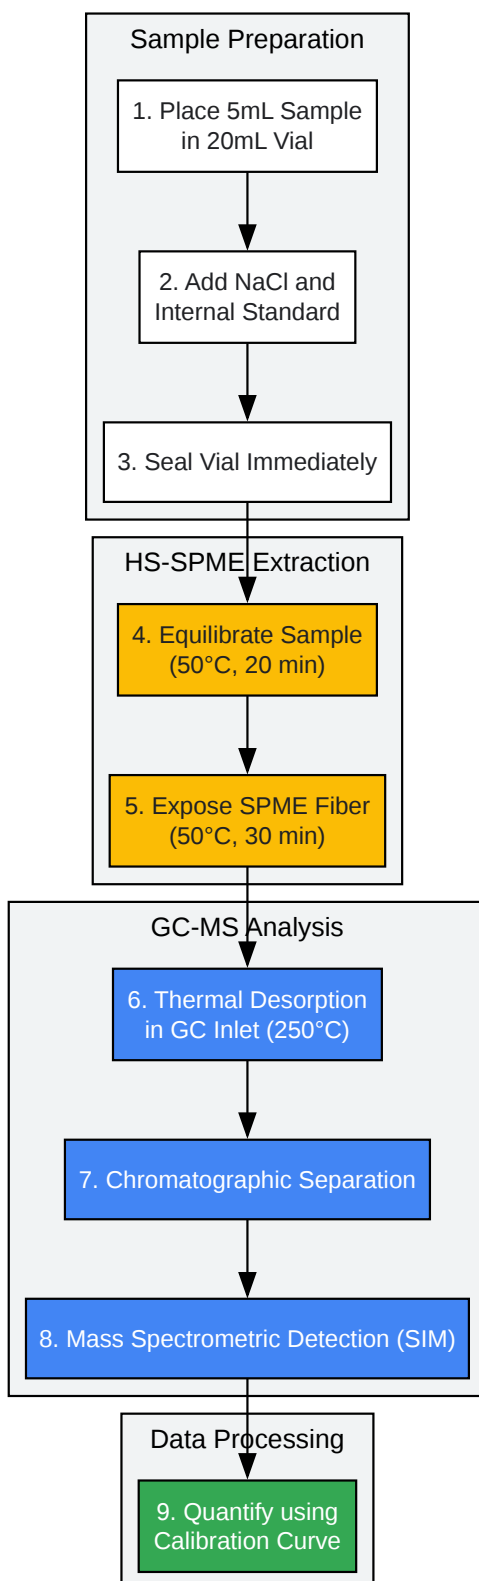 Sample Preparation
1. Place 5mL Sample
in 20mL Vial
2. Add NaCl and
Internal Standard
3. Seal Vial Immediately
HS-SPME Extraction
4. Equilibrate Sample
(50°C, 20 min)
5. Expose SPME Fiber
(50°C, 30 min)
GC-MS Analysis
6. Thermal Desorption
in GC Inlet (250°C)
7. Chromatographic Separation
8. Mass Spectrometric Detection (SIM)
Data Processing
9. Quantify using
Calibration Curve